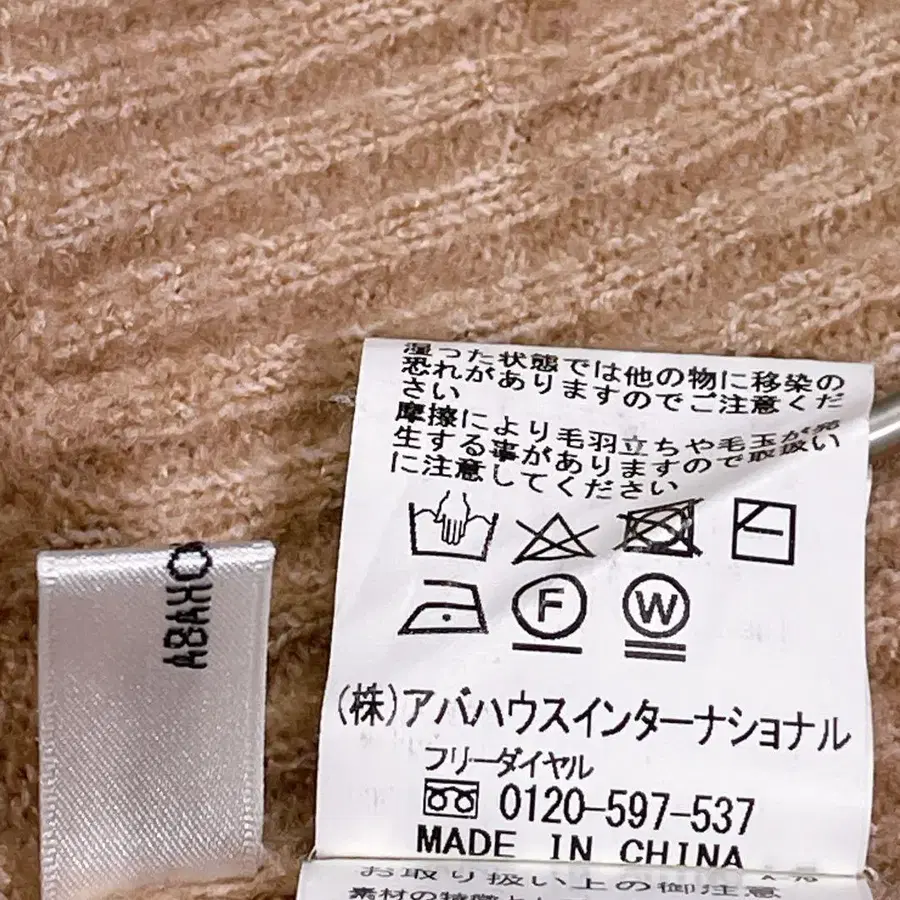 湿った状態では他の物に移染の
恐れがありますのでご注意くだ
さい
摩擦により毛羽立ちや毛玉が発
生する事がありますので取扱い
に注意してください
F
W
(株)アバハウスインターナショナル
フリーダイヤル
0120-597-537
MADE IN CHINA
お取り扱い上の御注意
ABAHO